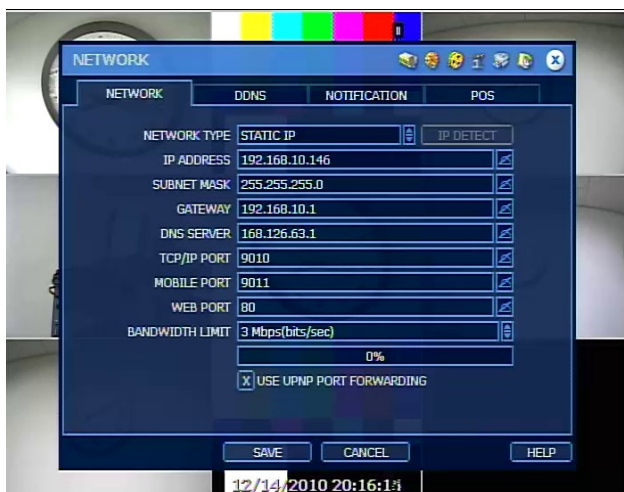 NETWORK
NETWORK DDNS NOTIFICATION POS
NETWORK TYPE STATIC IP IP DETECT
IP ADDRESS 192.168.10.146
SUBNET MASK 255.255.255.0
GATEWAY 192.168.10.1
DNS SERVER 168.126.63.1
TCP/IP PORT 9010
MOBILE PORT 9011
WEB PORT 80
BANDWIDTH LIMIT 3 Mbps(bits/sec)
0%
X USE UPNP PORT FORWARDING
SAVE CANCEL HELP
12/14/2010